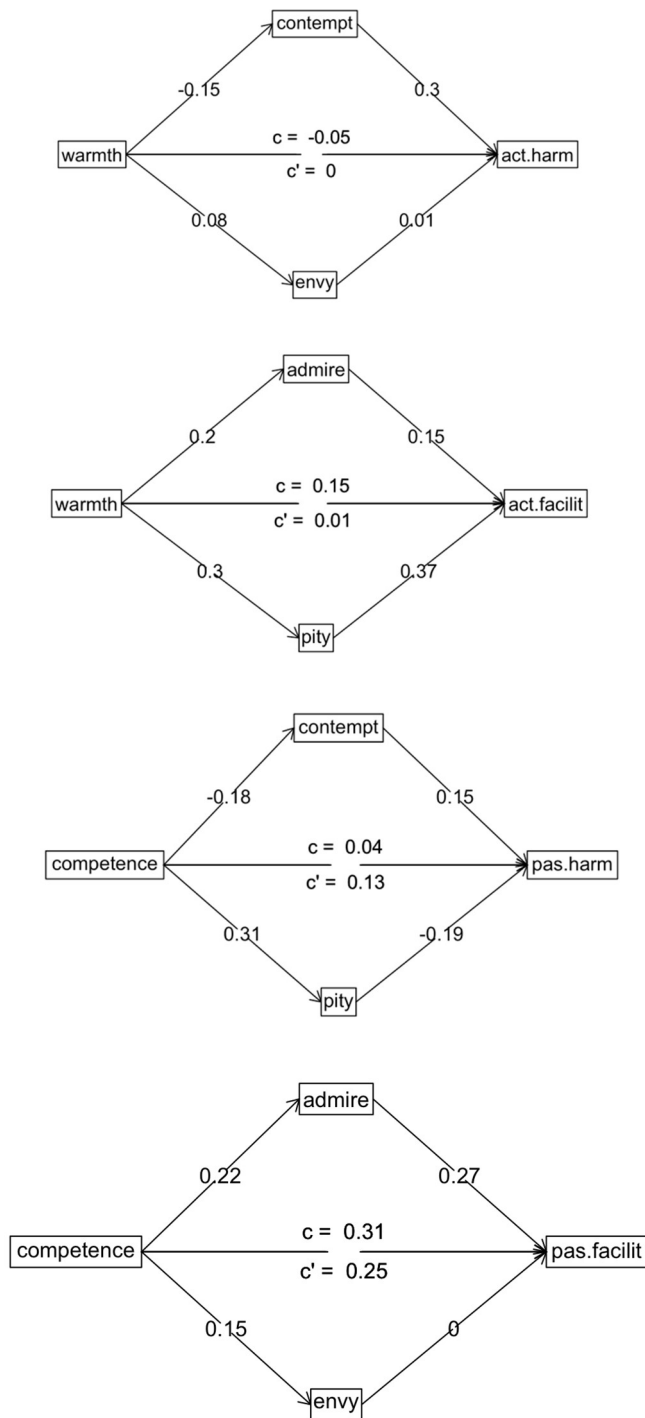 contempt
-0.15 0.3
c = -0.05
warmth act.harm
c' = 0
0.08 0.01
envy
admire
0.2 0.15
c = 0.15
warmth act.facilit
c' = 0.01
0.3 0.37
pity
contempt
-0.18 0.15
c = 0.04
competence pas.harm
c' = 0.13
0.31 -0.19
pity
admire
0.22 0.27
c = 0.31
competence pas.facilit
c' = 0.25
0.15 0
envy